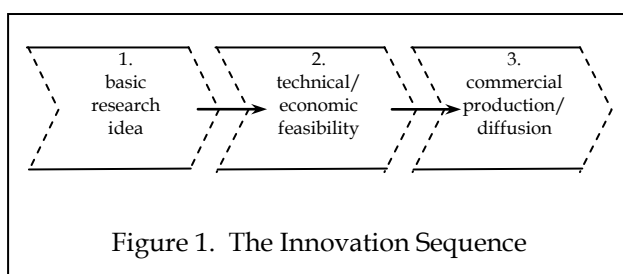 1.
basic
research
idea
2.
technical/
economic
feasibility
3.
commercial
production/
diffusion
Figure 1. The Innovation Sequence